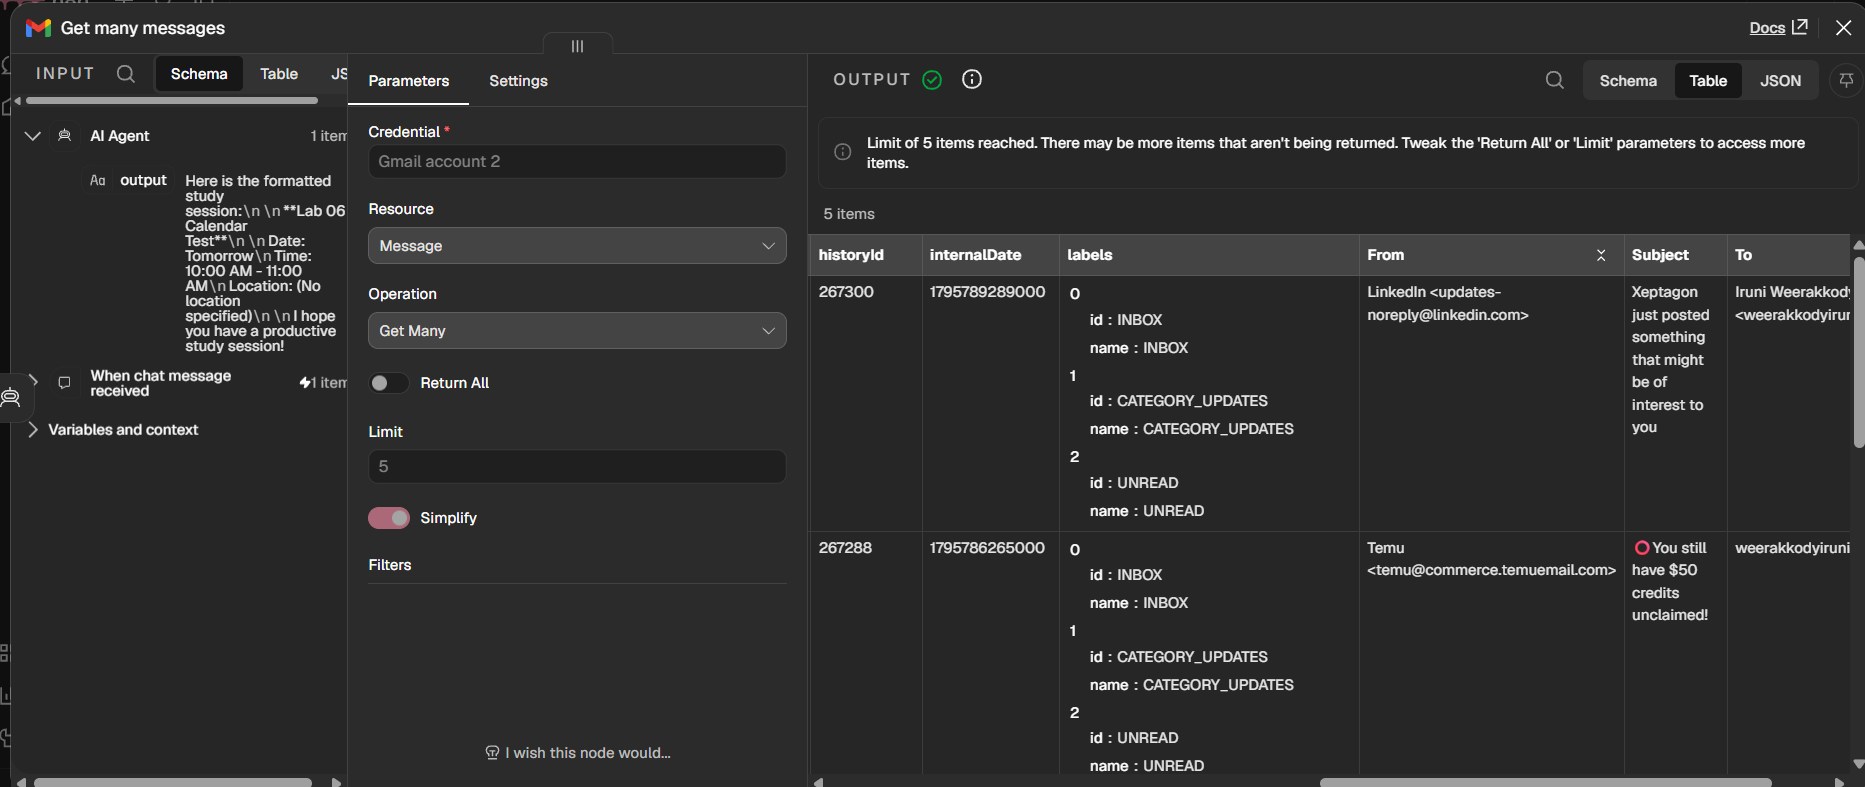 Get many messages
Docs
INPUT
Schema
Table
JS
AI Agent
1 item
Aa output
Here is the formatted
study
session:\n \n **Lab 06
Calendar
Test**\n \n Date:
Tomorrow\n Time:
10:00 AM - 11:00
AM\n Location: (No
location
specified)\n \n I hope
you have a productive
study session!
When chat message
received
1 item
Variables and context
Parameters
Settings
Credential *
Gmail account 2
Resource
Message
Operation
Get Many
Return All
Limit
5
Simplify
Filters
I wish this node would...
OUTPUT
Schema
Table
JSON
Limit of 5 items reached. There may be more items that aren't being returned. Tweak the 'Return All' or 'Limit' parameters to access more
items.
5 items
historyId internalDate labels From Subject To
267300
1795789289000
0
id : INBOX
name : INBOX
1
id : CATEGORY_UPDATES
name : CATEGORY_UPDATES
2
id : UNREAD
name : UNREAD
LinkedIn <updates-
noreply@linkedin.com>
Xeptagon
just posted
something
that might
be of
interest to
you
Iruni Weerakkody
<weerakkodyirun
267288
1795786265000
0
id : INBOX
name : INBOX
1
id : CATEGORY_UPDATES
name : CATEGORY_UPDATES
2
id : UNREAD
name : UNREAD
Temu
<temu@commerce.temuemail.com>
⭕You still
have $50
credits
unclaimed!
weerakkodyiruni